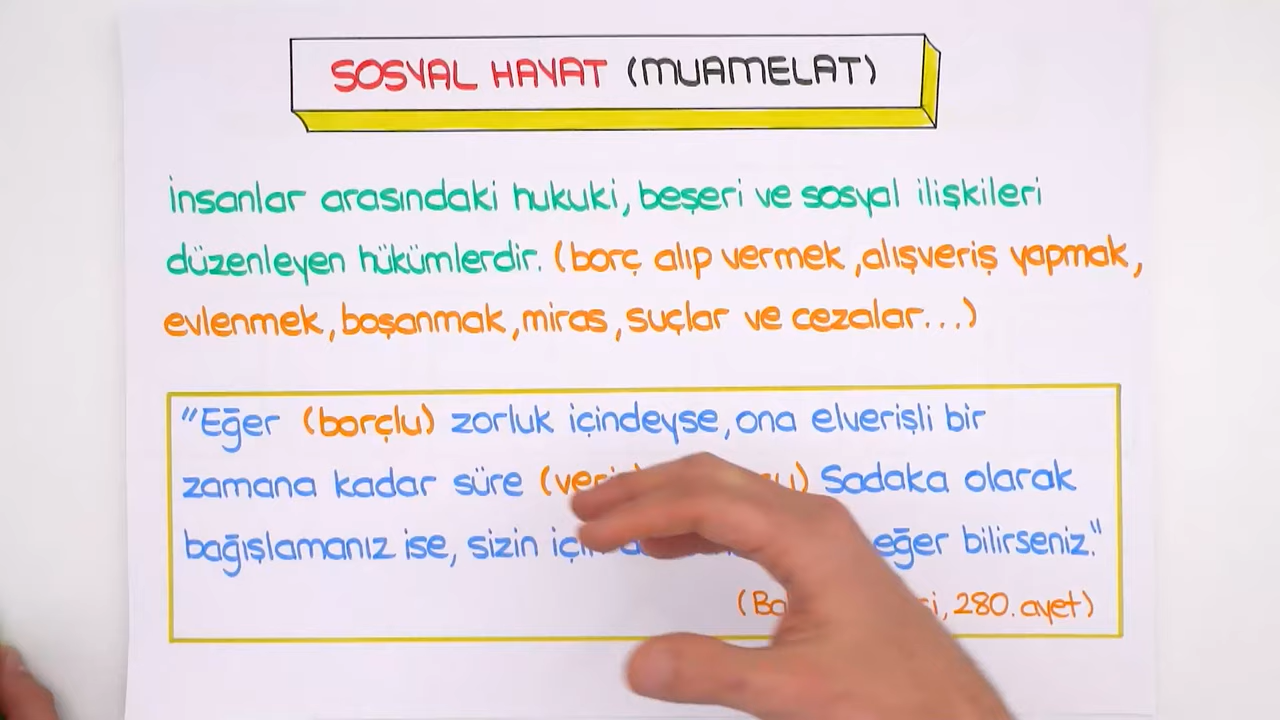 SOSYAL HAYAT (MUAMELAT)
İnsanlar arasındaki hukuki, beşeri ve sosyal ilişkileri
düzenleyen hükümlerdir. (borç alıp vermek, alışveriş yapmak,
evlenmek, boşanmak, miras, suçlar ve cezalar...)
"Eğer (borçlu) zorluk içindeyse, ona elverişli bir
zamana kadar süre Sadaka olarak
bağışlamanız ise, sizin eğer bilirseniz."
280. ayet)